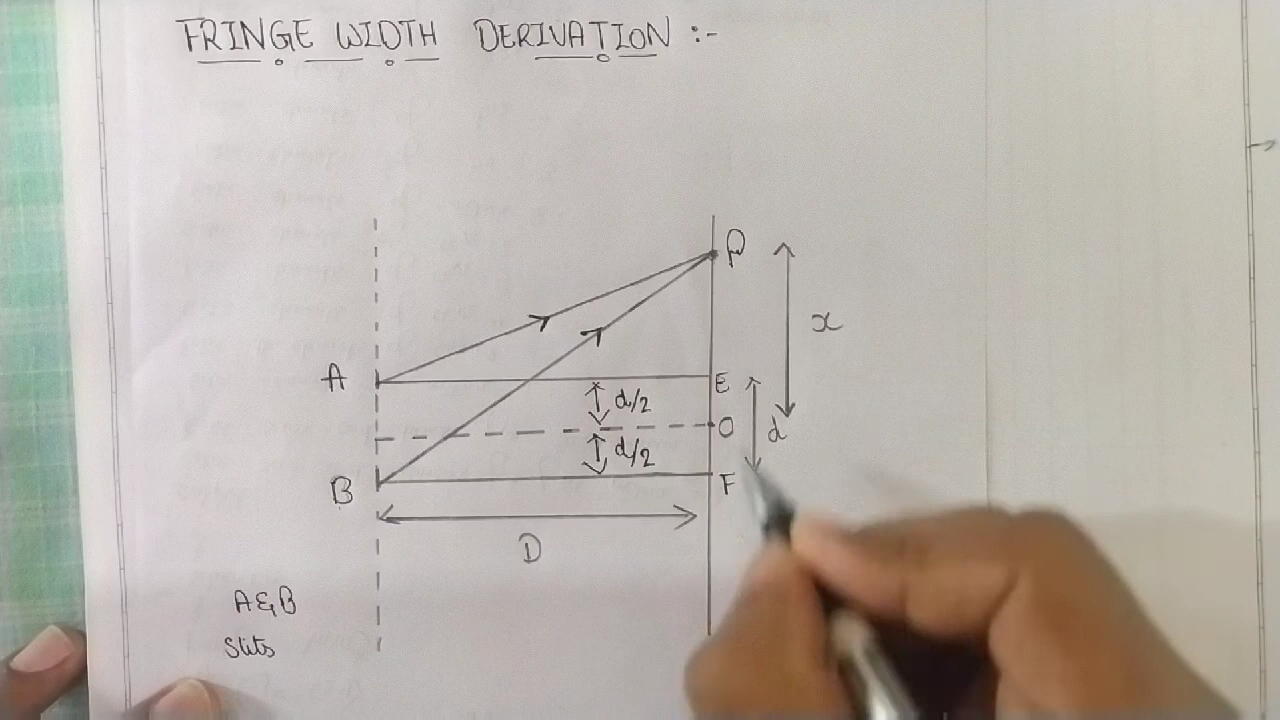 FRINGE WIDTH DERIVATION :-
P
x
A
E
d/2
O
d
d/2
B
F
D
A & B
Slits